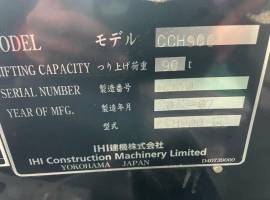 MODEL モデル CCH900
LIFTING CAPACITY つり上げ荷重 90 t
SERIAL NUMBER 製造番号
YEAR OF MFG. 製造年月
型式
IHI建機株式会社
IHI Construction Machinery Limited
YOKOHAMA JAPAN D49739000